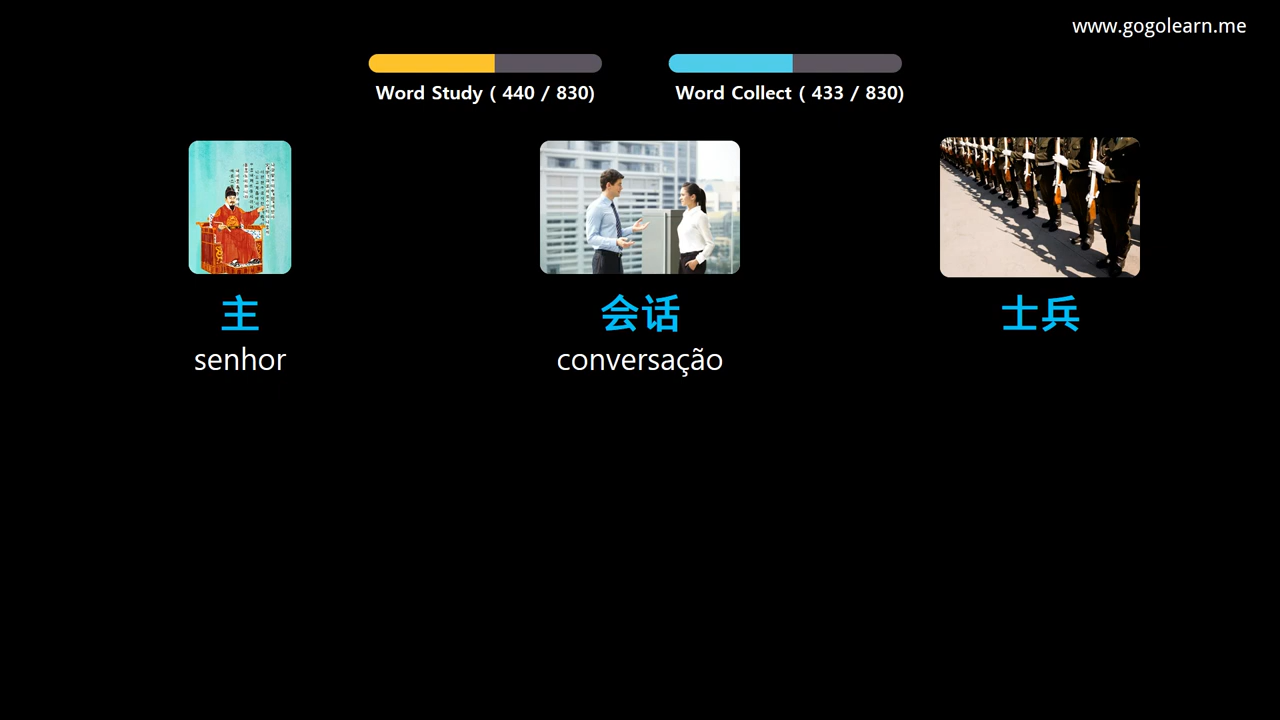 www.gogolearn.me
Word Study ( 440 / 830)
Word Collect ( 433 / 830)
主
会话
士兵
senhor
conversação